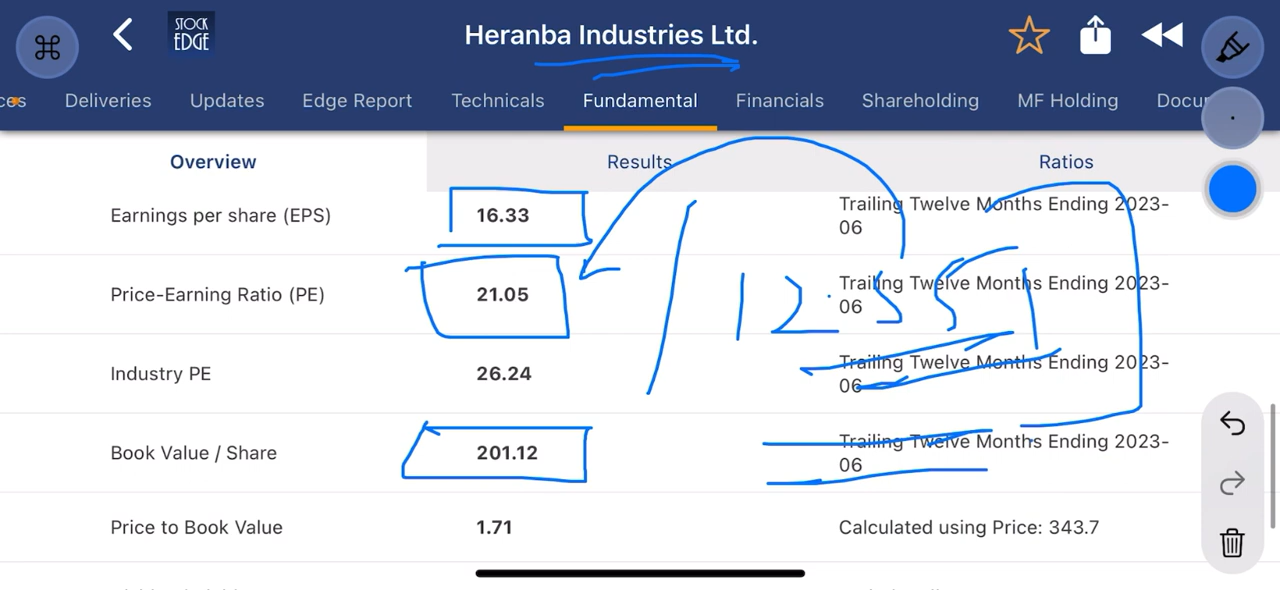 STOCK
EDGE
Heranba Industries Ltd.
Deliveries Updates Edge Report Technicals Fundamental Financials Shareholding MF Holding
Overview Results Ratios
Earnings per share (EPS) 16.33 Trailing Twelve Months Ending 2023-
06
Price-Earning Ratio (PE) 21.05 Trailing Twelve Months Ending 2023-
06
Industry PE 26.24 Trailing Twelve Months Ending 2023-
06
Book Value / Share 201.12 Trailing Twelve Months Ending 2023-
06
Price to Book Value 1.71 Calculated using Price: 343.7